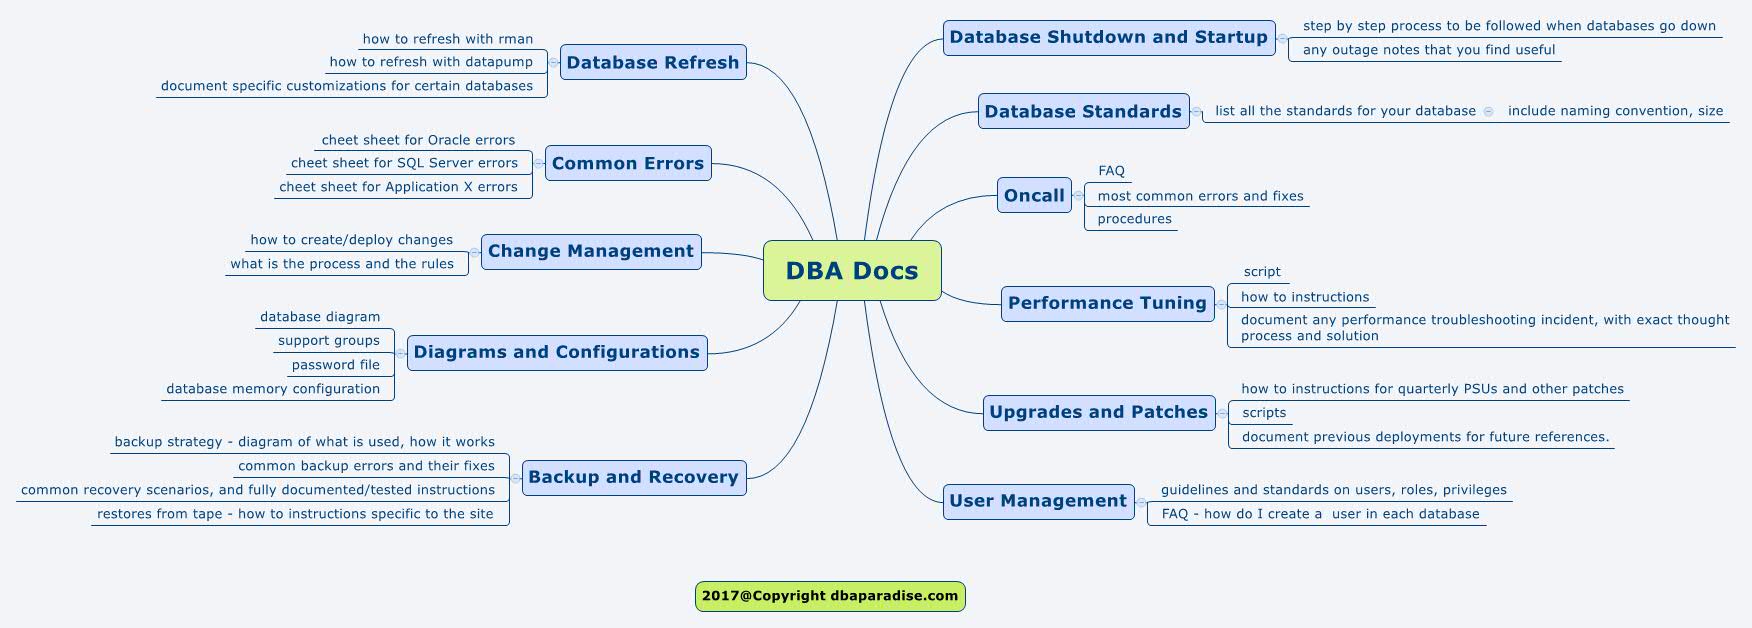 DBA Docs
Database Shutdown and Startup
step by step process to be followed when databases go down
any outage notes that you find useful
Database Standards
list all the standards for your database
include naming convention, size
Oncall
FAQ
most common errors and fixes
procedures
Performance Tuning
script
how to instructions
document any performance troubleshooting incident, with exact thought
process and solution
Upgrades and Patches
how to instructions for quarterly PSUs and other patches
scripts
document previous deployments for future references.
User Management
guidelines and standards on users, roles, privileges
FAQ - how do I create a  user in each database
Database Refresh
how to refresh with rman
how to refresh with datapump
document specific customizations for certain databases
Common Errors
cheet sheet for Oracle errors
cheet sheet for SQL Server errors
cheet sheet for Application X errors
Change Management
how to create/deploy changes
what is the process and the rules
Diagrams and Configurations
database diagram
support groups
password file
database memory configuration
Backup and Recovery
backup strategy - diagram of what is used, how it works
common backup errors and their fixes
common recovery scenarios, and fully documented/tested instructions
restores from tape - how to instructions specific to the site
2017@Copyright dbaparadise.com